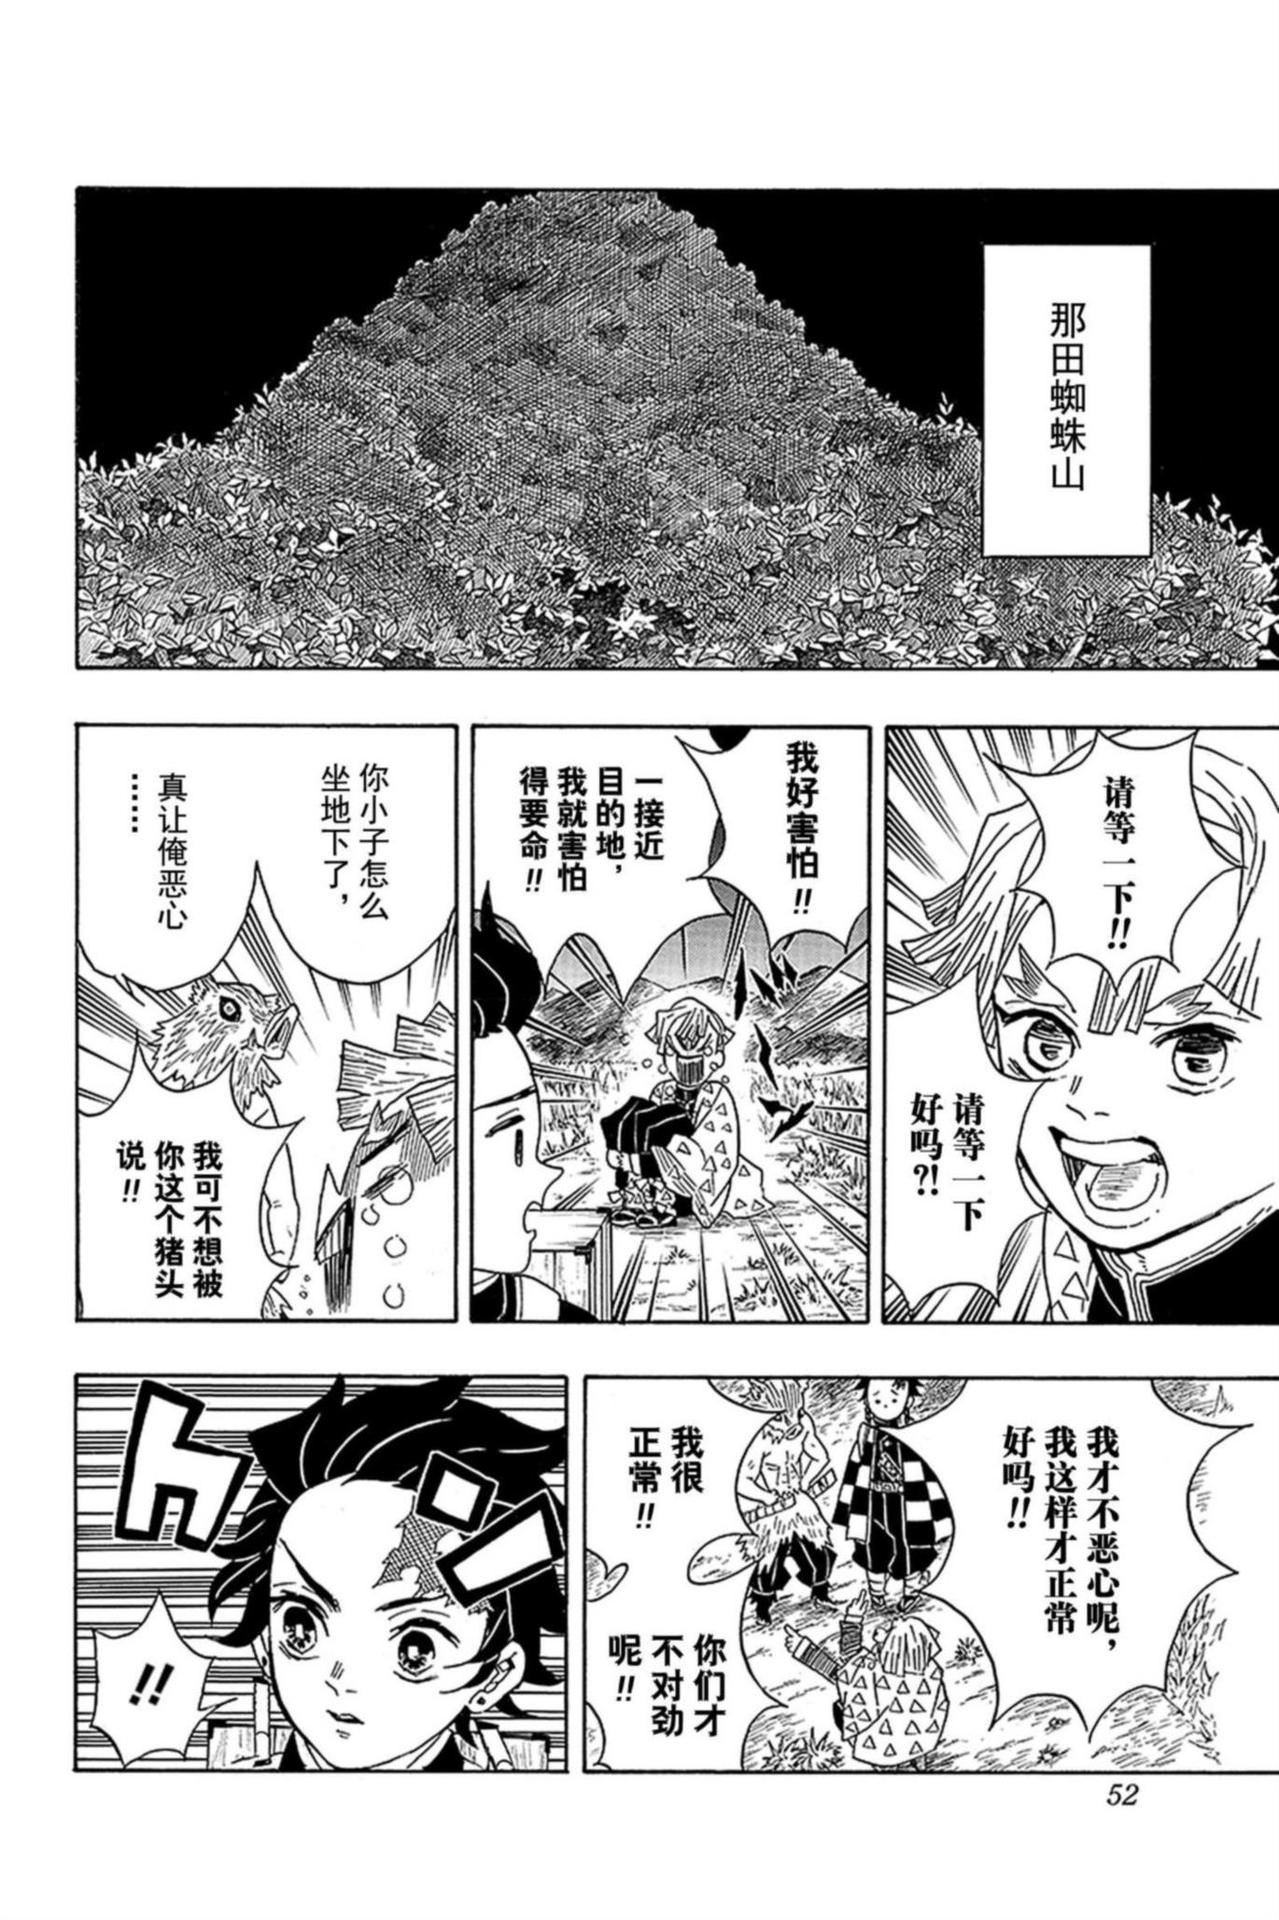 那田蜘蛛山
请等一下!!
请等一下
好吗?!
我好害怕!!
一接近
目的地，
我就害怕
得要命!!
你小子怎么
坐地下了，
真让俺恶心
……
我可不想被
你这个猪头
说!!
我才不恶心呢，
我这样才正常
好吗!!
我很
正常!!
你们才
不对劲
呢!!
ハッ
!!
52